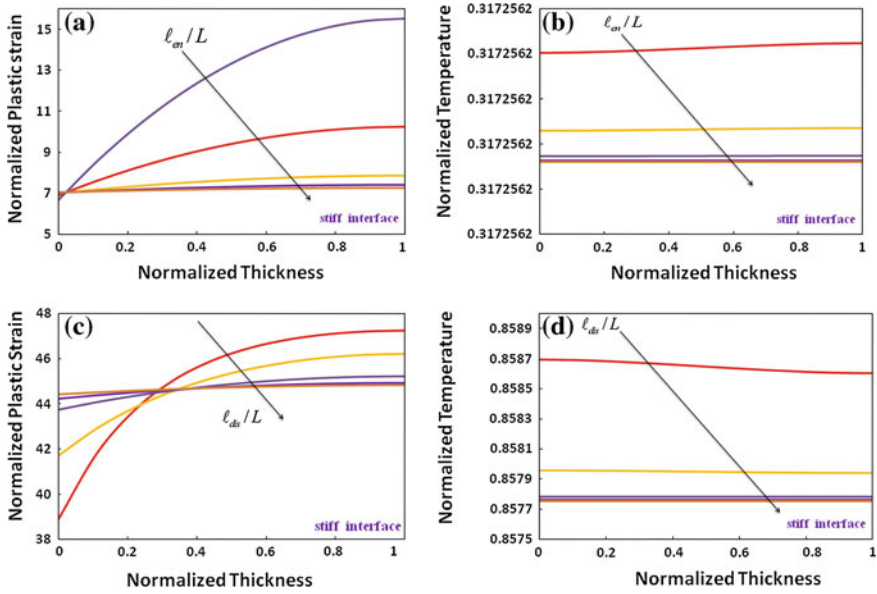 (a)
ℓen/L
Normalized Plastic strain
15
13
11
9
7
5
0
0.2
0.4
0.6
0.8
1
stiff interface
Normalized Thickness
(b)
ℓen/L
Normalized Temperature
0.3172562
0.3172562
0.3172562
0.3172562
0.3172562
0.3172562
0
0.2
0.4
0.6
0.8
1
stiff interface
Normalized Thickness
(c)
ℓdis/L
Normalized Plastic Strain
48
46
44
42
40
38
0
0.2
0.4
0.6
0.8
1
stiff interface
Normalized Thickness
(d)
ℓdis/L
Normalized Temperature
0.8589
0.8587
0.8585
0.8583
0.8581
0.8579
0.8577
0.8575
0
0.2
0.4
0.6
0.8
1
stiff interface
Normalized Thickness